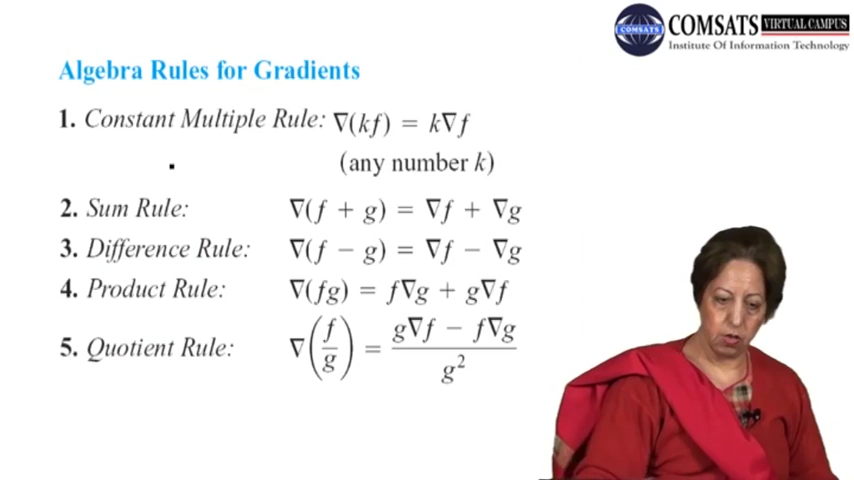 COMSATS VIRTUAL CAMPUS
COMSATS
Institute Of Information Technology
Algebra Rules for Gradients
1. Constant Multiple Rule: ∇(kf) = k∇f
(any number k)
2. Sum Rule: ∇(f + g) = ∇f + ∇g
3. Difference Rule: ∇(f − g) = ∇f − ∇g
4. Product Rule: ∇(fg) = f∇g + g∇f
5. Quotient Rule: ∇(f/g) = (g∇f − f∇g)/g²